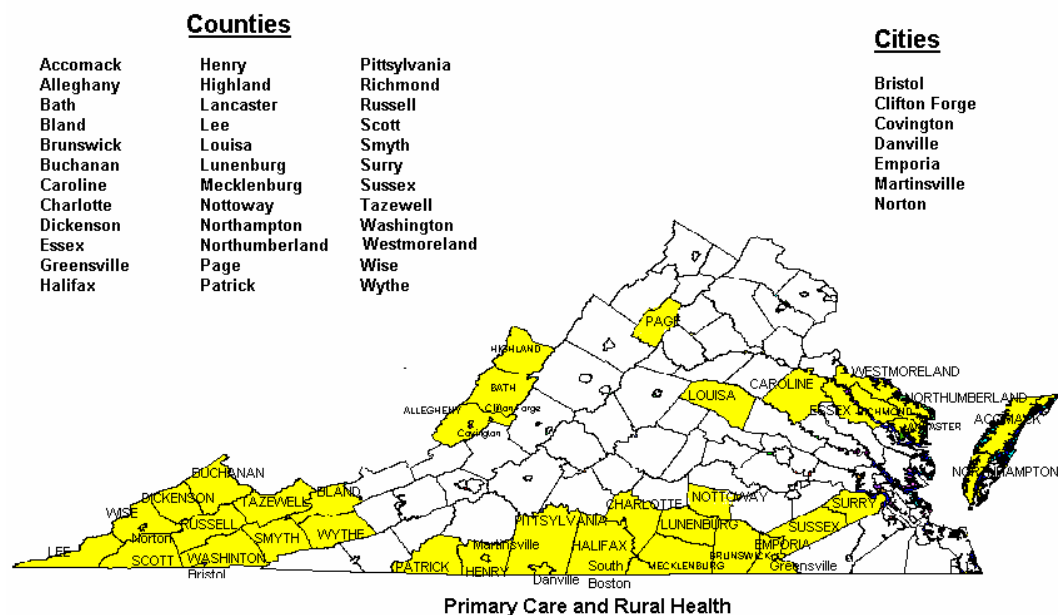 Counties
Cities
Accomack
Alleghany
Bath
Bland
Brunswick
Buchanan
Caroline
Charlotte
Dickenson
Essex
Greensville
Halifax
Henry
Highland
Lancaster
Lee
Louisa
Lunenburg
Mecklenburg
Nottoway
Northampton
Northumberland
Page
Patrick
Pittsylvania
Richmond
Russell
Scott
Smyth
Surry
Sussex
Tazewell
Washington
Westmoreland
Wise
Wythe
Bristol
Clifton Forge
Covington
Danville
Emporia
Martinsville
Norton
PAGE
HIGHLAND
BATH
ALLEGHENY
Clifton Forge
Covington
LOUISA
CAROLINE
WESTMORELAND
NORTHUMBERLAND
ESSEX
RICHMOND
LANCASTER
ACCOMACK
NORTHAMPTON
BUCHANAN
DICKENSON
TAZEWELL
BLAND
WISE
Norton
RUSSELL
SMYTH
WYTHE
LEE
SCOTT
WASHINTON
Bristol
PATRICK
HENRY
Martinsville
PITTSYLVANIA
Danville
HALIFAX
South
Boston
CHARLOTTE
NOTTOWAY
LUNENBURG
MECKLENBURG
BRUNSWICK
SURRY
SUSSEX
EMPORIA
Greensville
Primary Care and Rural Health